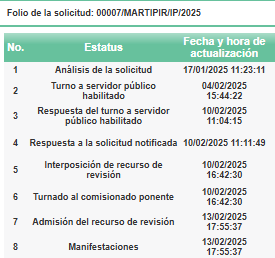 Folio de la solicitud: 00007/MARTIPIR/IP/2025
No. Estatus Fecha y hora de
actualización
1 Análisis de la solicitud 17/01/2025 11:23:11
2 Turno a servidor público
habilitado 04/02/2025
15:44:22
3 Respuesta del turno a servidor
público habilitado 10/02/2025
11:04:15
4 Respuesta a la solicitud notificada 10/02/2025 11:11:49
5 Interposición de recurso de
revisión 10/02/2025
16:42:30
6 Turnado al comisionado ponente 10/02/2025
16:42:30
7 Admisión del recurso de revisión 13/02/2025
17:55:37
8 Manifestaciones 13/02/2025
17:55:37